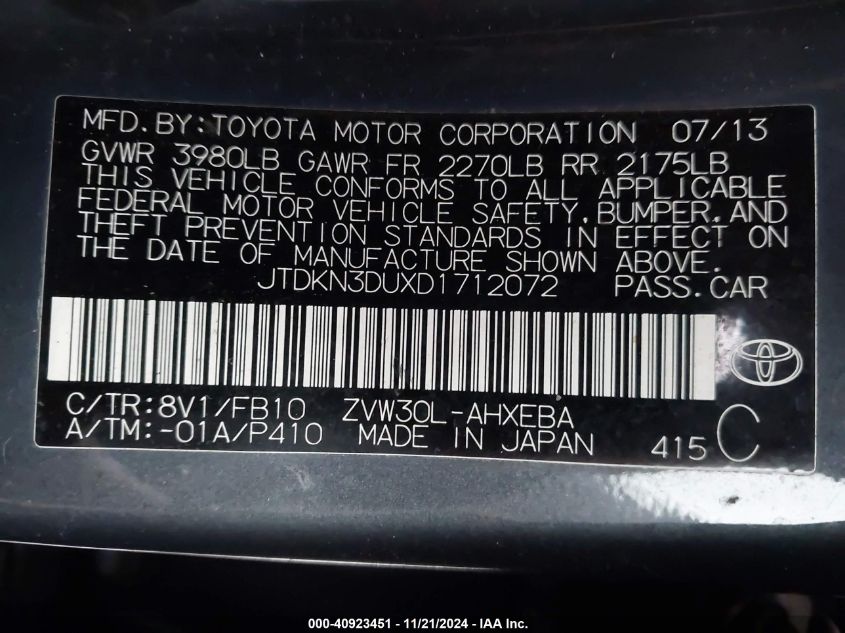 MFD.BY:TOYOTA MOTOR CORPORATION 07/13
GVWR 3980LB GAWR FR 2270LB RR 2175LB
THIS VEHICLE CONFORMS TO ALL APPLICABLE
FEDERAL MOTOR VEHICLE SAFETY,BUMPER,AND
THEFT PREVENTION STANDARDS IN EFFECT ON
THE DATE OF MANUFACTURE SHOWN ABOVE.
JTDKN3DUXD1712072 PASS.CAR
C/TR:8V1/FB10 ZVW30L-AHXEBA
A/TM:-01A/P410 MADE IN JAPAN 415 C
000-40923451 - 11/21/2024 - IAA Inc.